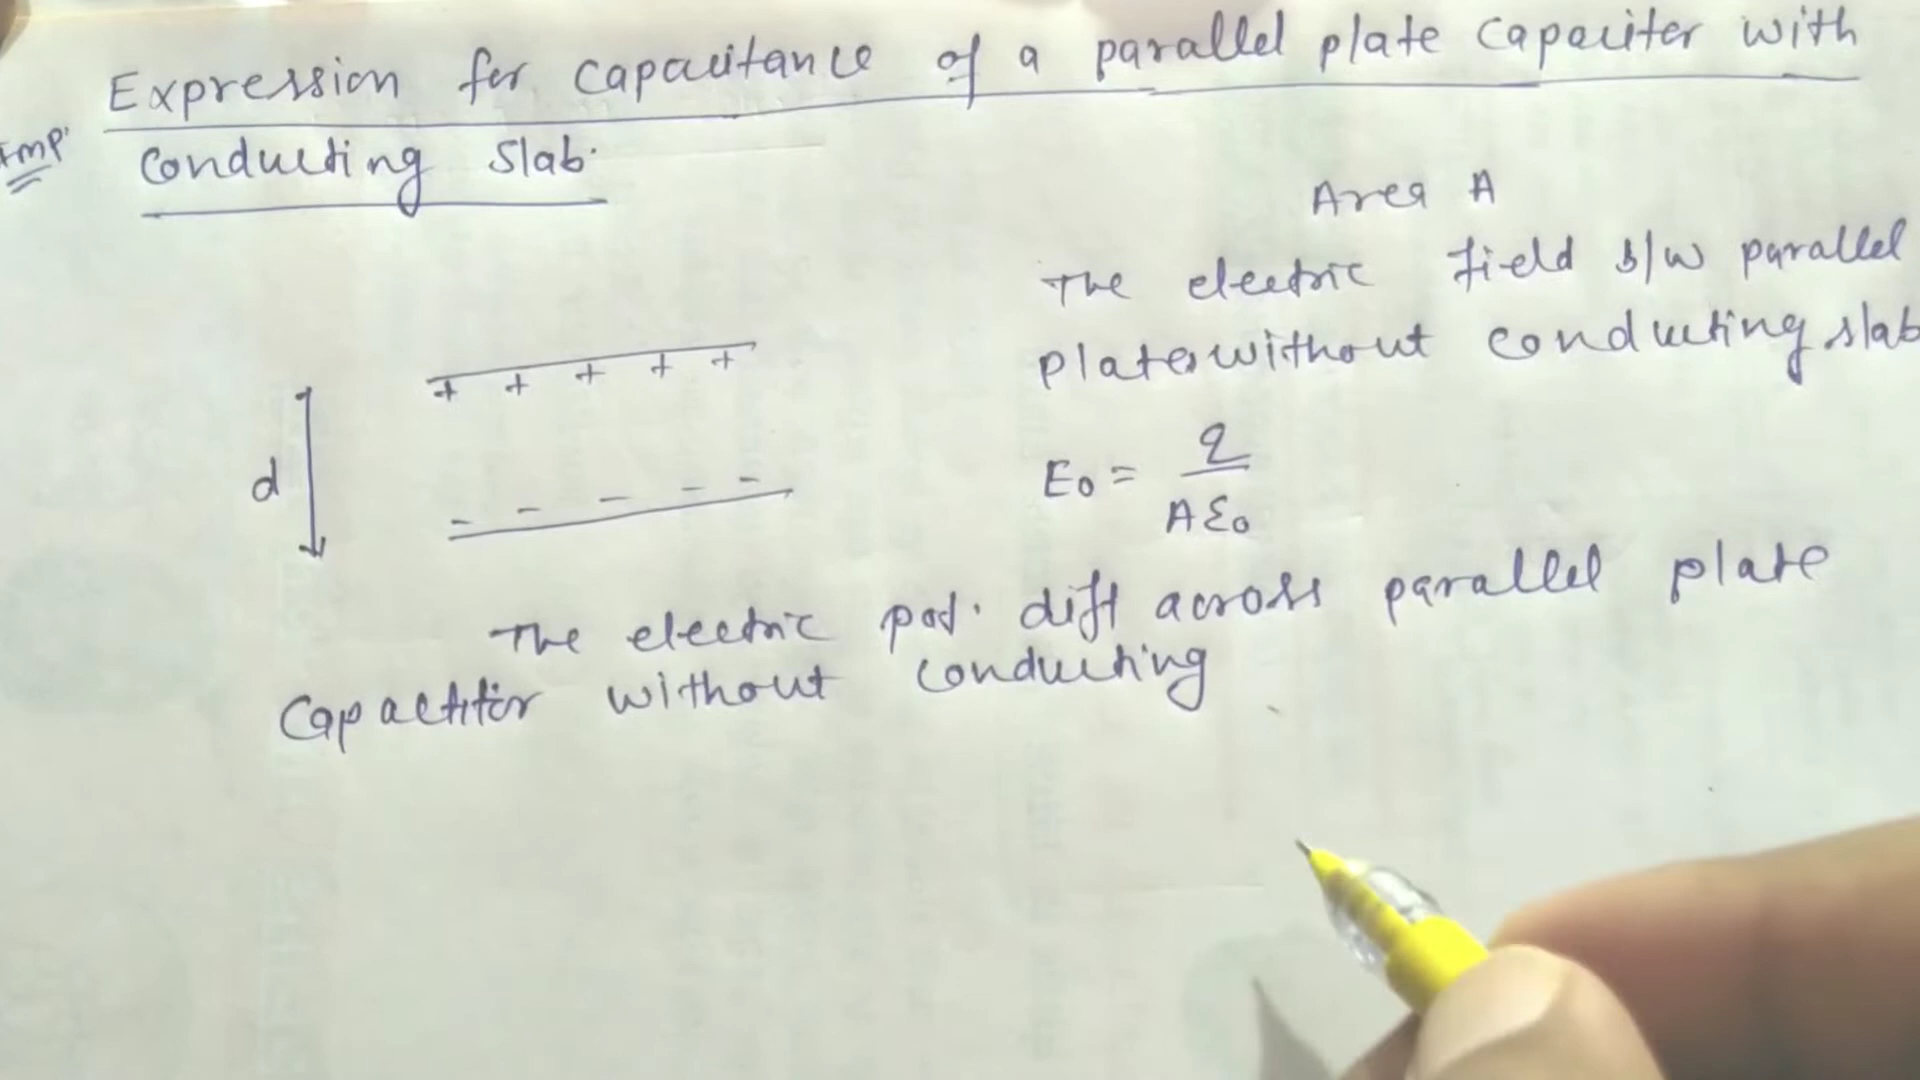 Expression for capacitance of a parallel plate capaciter with
Imp.
conducting slab.
Area A
The electric field b/w parallel
plates without conducting slab
+ + + + +
d
- - - - -
E0 = q
Aε0
The electric pot. diff across parallel plate
capacitor without conducting